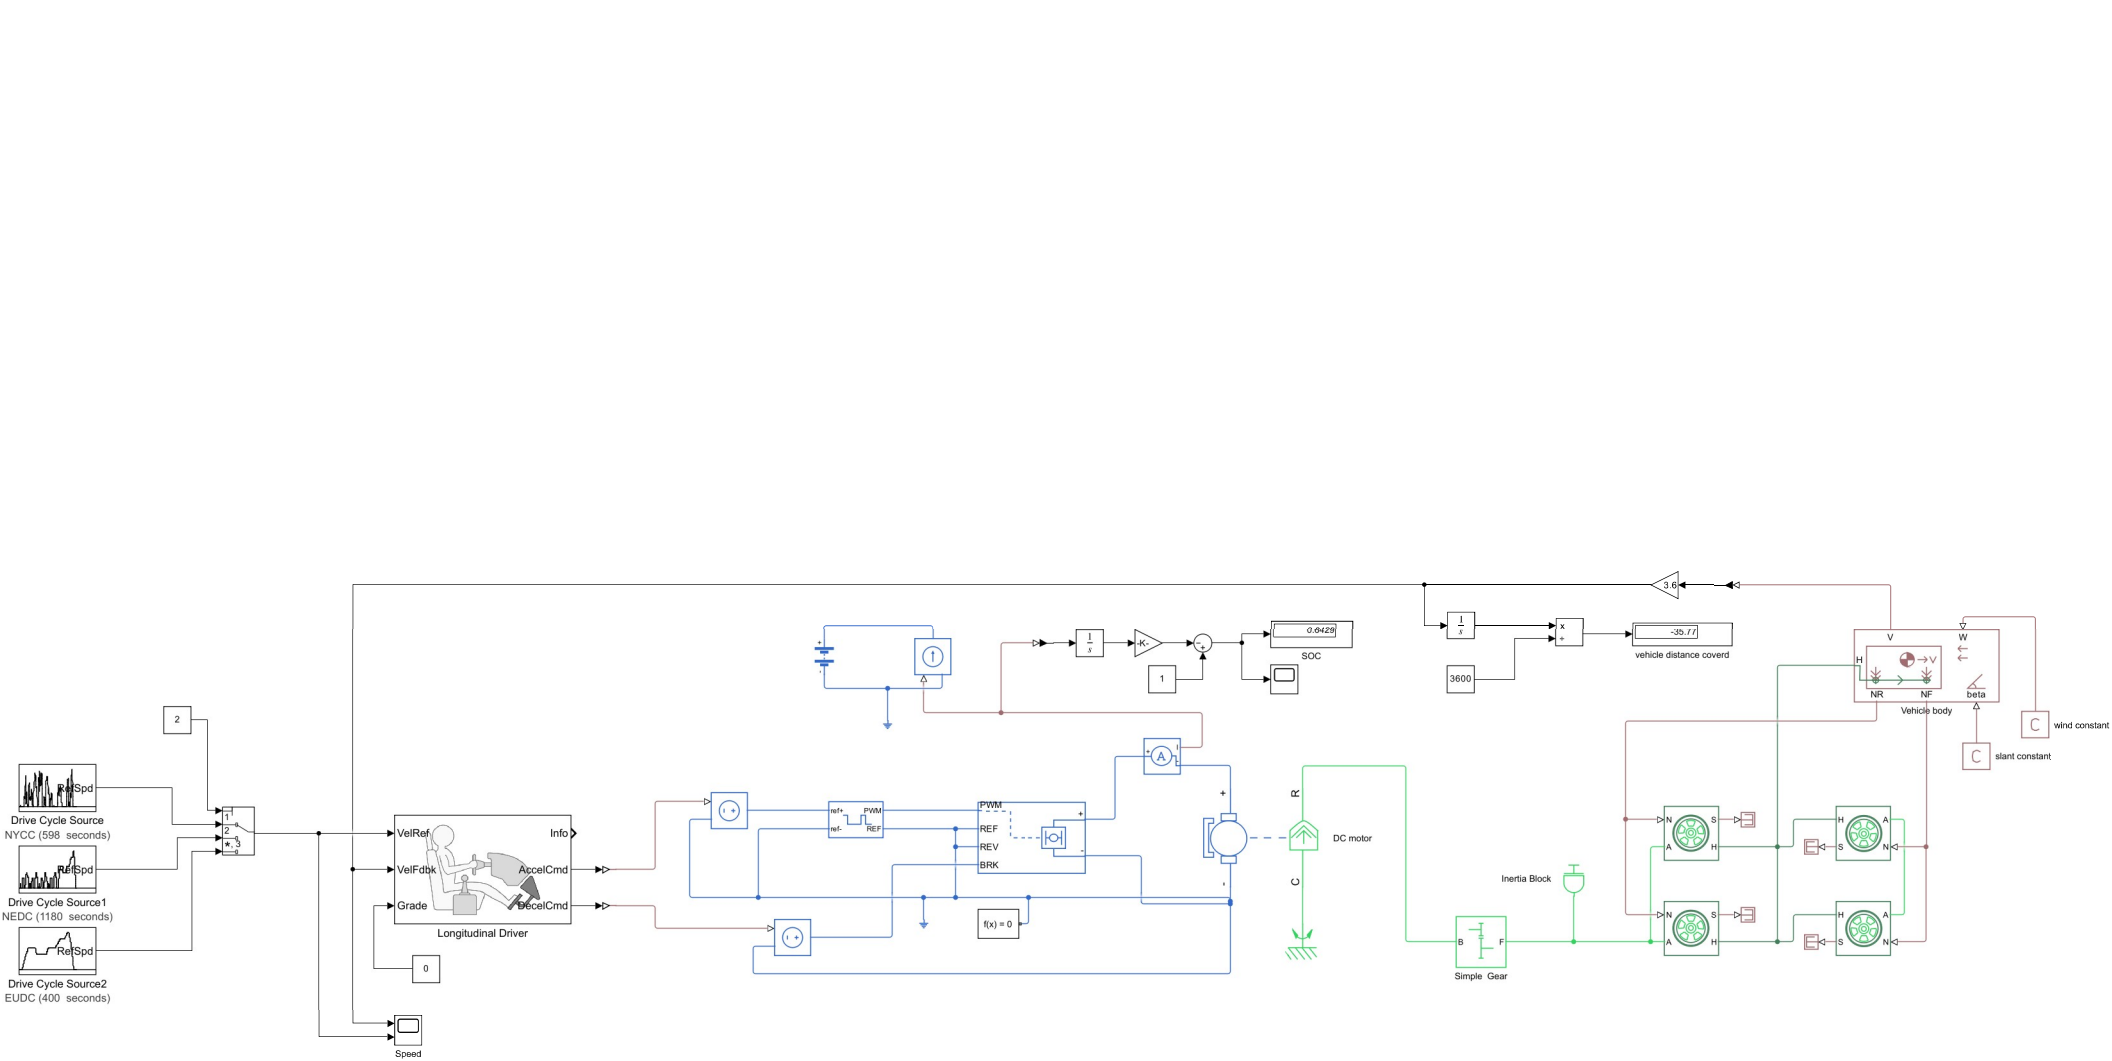 3.6
1
s
-K-
0.6429
SOC
1
1
s
x
÷
-35.77
vehicle distance coverd
3600
V
W
H
→V
NR
NF
beta
Vehicle body
C
wind constant
C
slant constant
2
RefSpd
Drive Cycle Source
NYCC (598 seconds)
RefSpd
Drive Cycle Source1
NEDC (1180 seconds)
RefSpd
Drive Cycle Source2
EUDC (400 seconds)
1
2
*, 3
VelRef
Info
VelFdbk
AccelCmd
Grade
DecelCmd
Longitudinal Driver
0
Speed
ref+
PWM
ref-
REF
PWM
REF
REV
BRK
+
-
f(x) = 0
+
A
I
-
+
-
R
C
DC motor
B
F
Simple Gear
Inertia Block
N
S
A
H
H
A
S
N
N
S
A
H
H
A
S
N